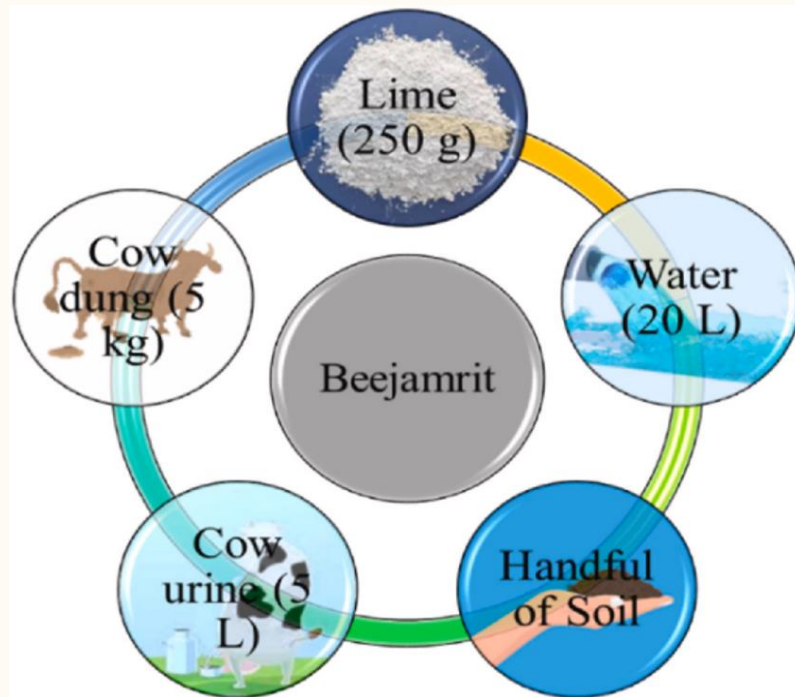 Lime
(250 g)
Water
(20 L)
Handful
of Soil
Cow
urine (5
L)
Cow
dung (5
kg)
Beejamrit